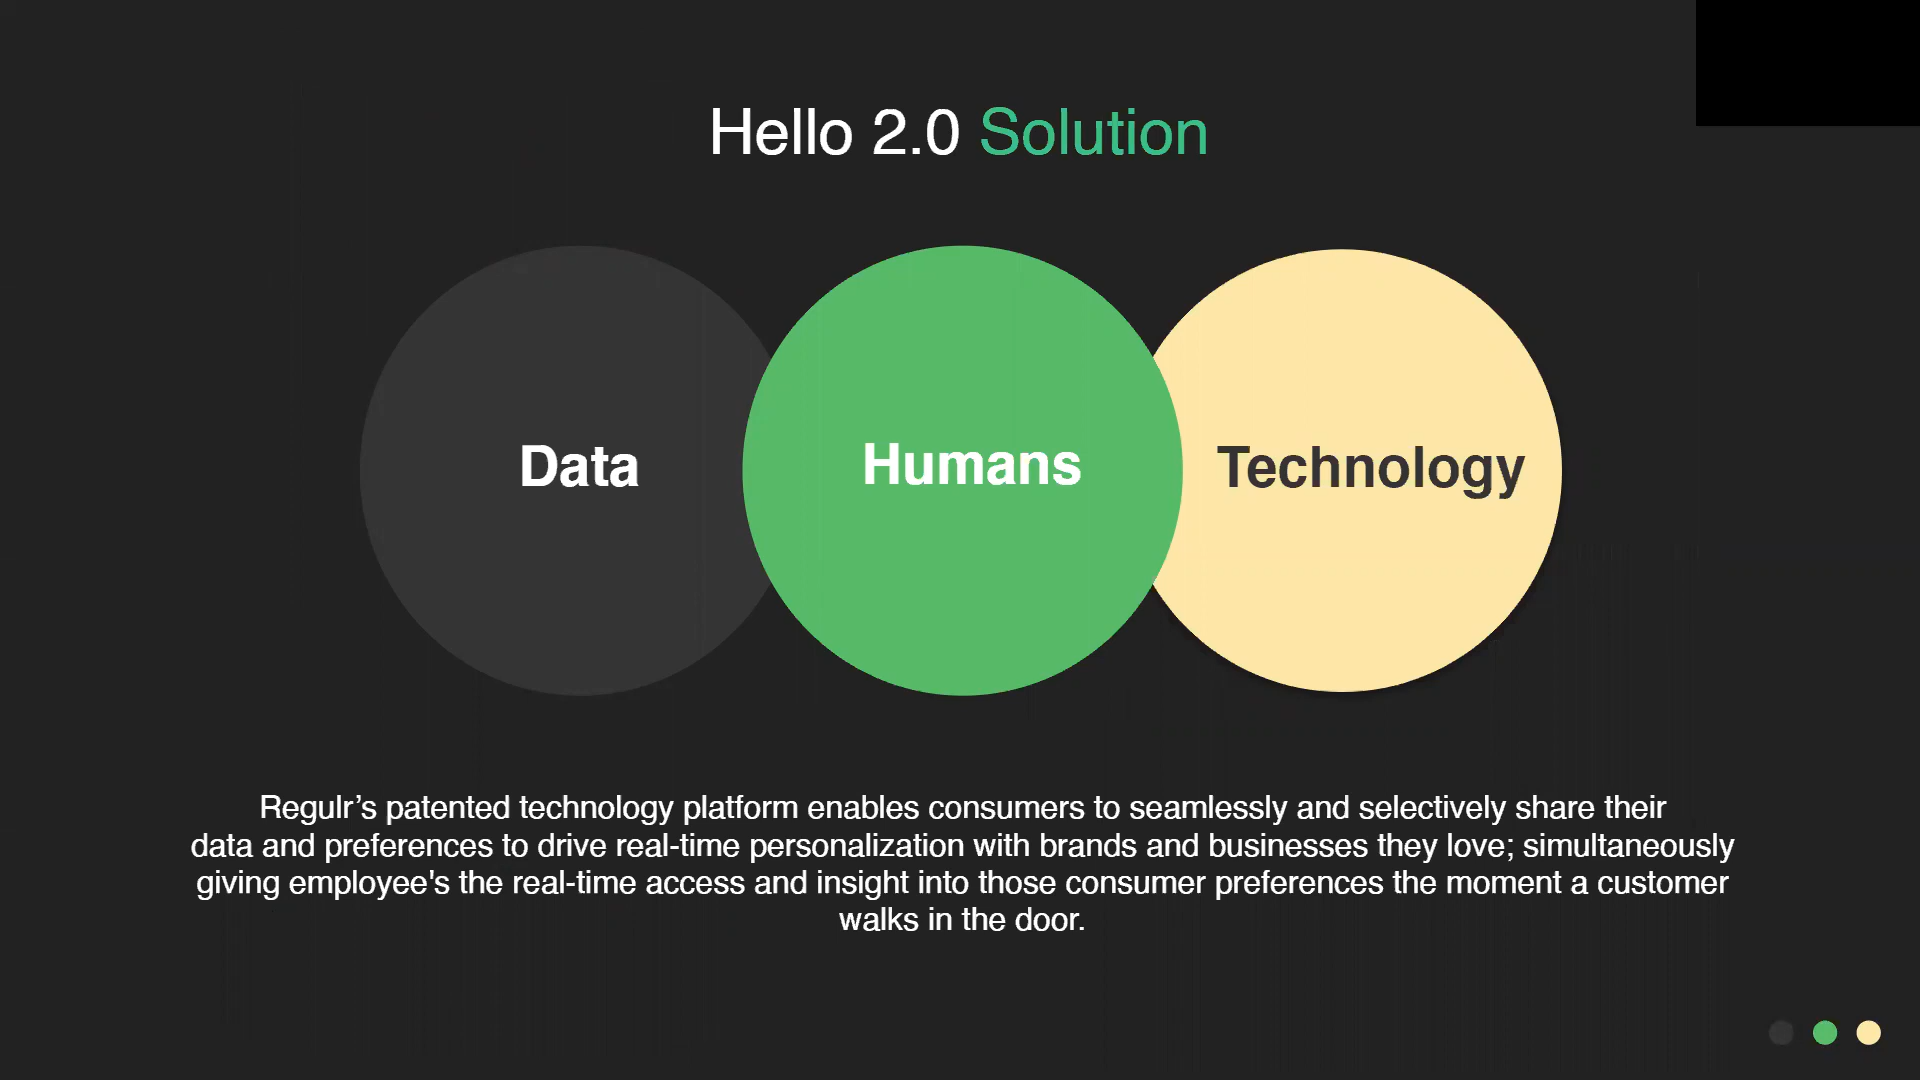 Hello 2.0 Solution
Data
Humans
Technology
Regulr’s patented technology platform enables consumers to seamlessly and selectively share their
data and preferences to drive real-time personalization with brands and businesses they love; simultaneously
giving employee's the real-time access and insight into those consumer preferences the moment a customer
walks in the door.